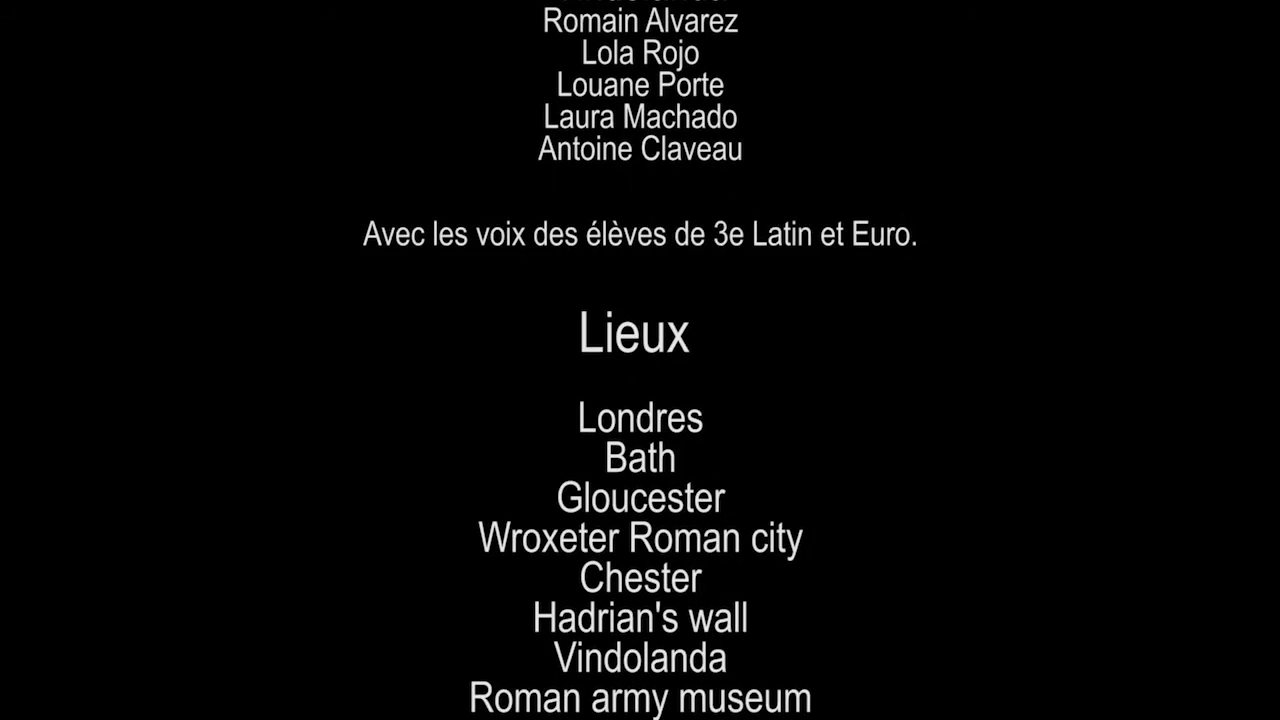 Romain Alvarez
Lola Rojo
Louane Porte
Laura Machado
Antoine Claveau
Avec les voix des élèves de 3e Latin et Euro.
Lieux
Londres
Bath
Gloucester
Wroxeter Roman city
Chester
Hadrian's wall
Vindolanda
Roman army museum